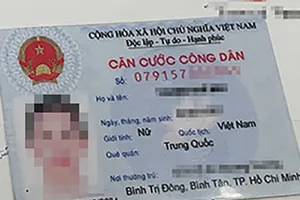 CỘNG HÒA XÃ HỘI CHỦ NGHĨA VIỆT NAM
Độc lập - Tự do - Hạnh phúc
CĂN CƯỚC CÔNG DÂN
Số: 079157
Họ và tên:
Ngày, tháng, năm sinh:
Giới tính: Nữ Quốc tịch: Việt Nam
Quê quán: Trung Quốc
Nơi thường trú:
Bình Trị Đông, Bình Tân, TP. Hồ Chí Minh